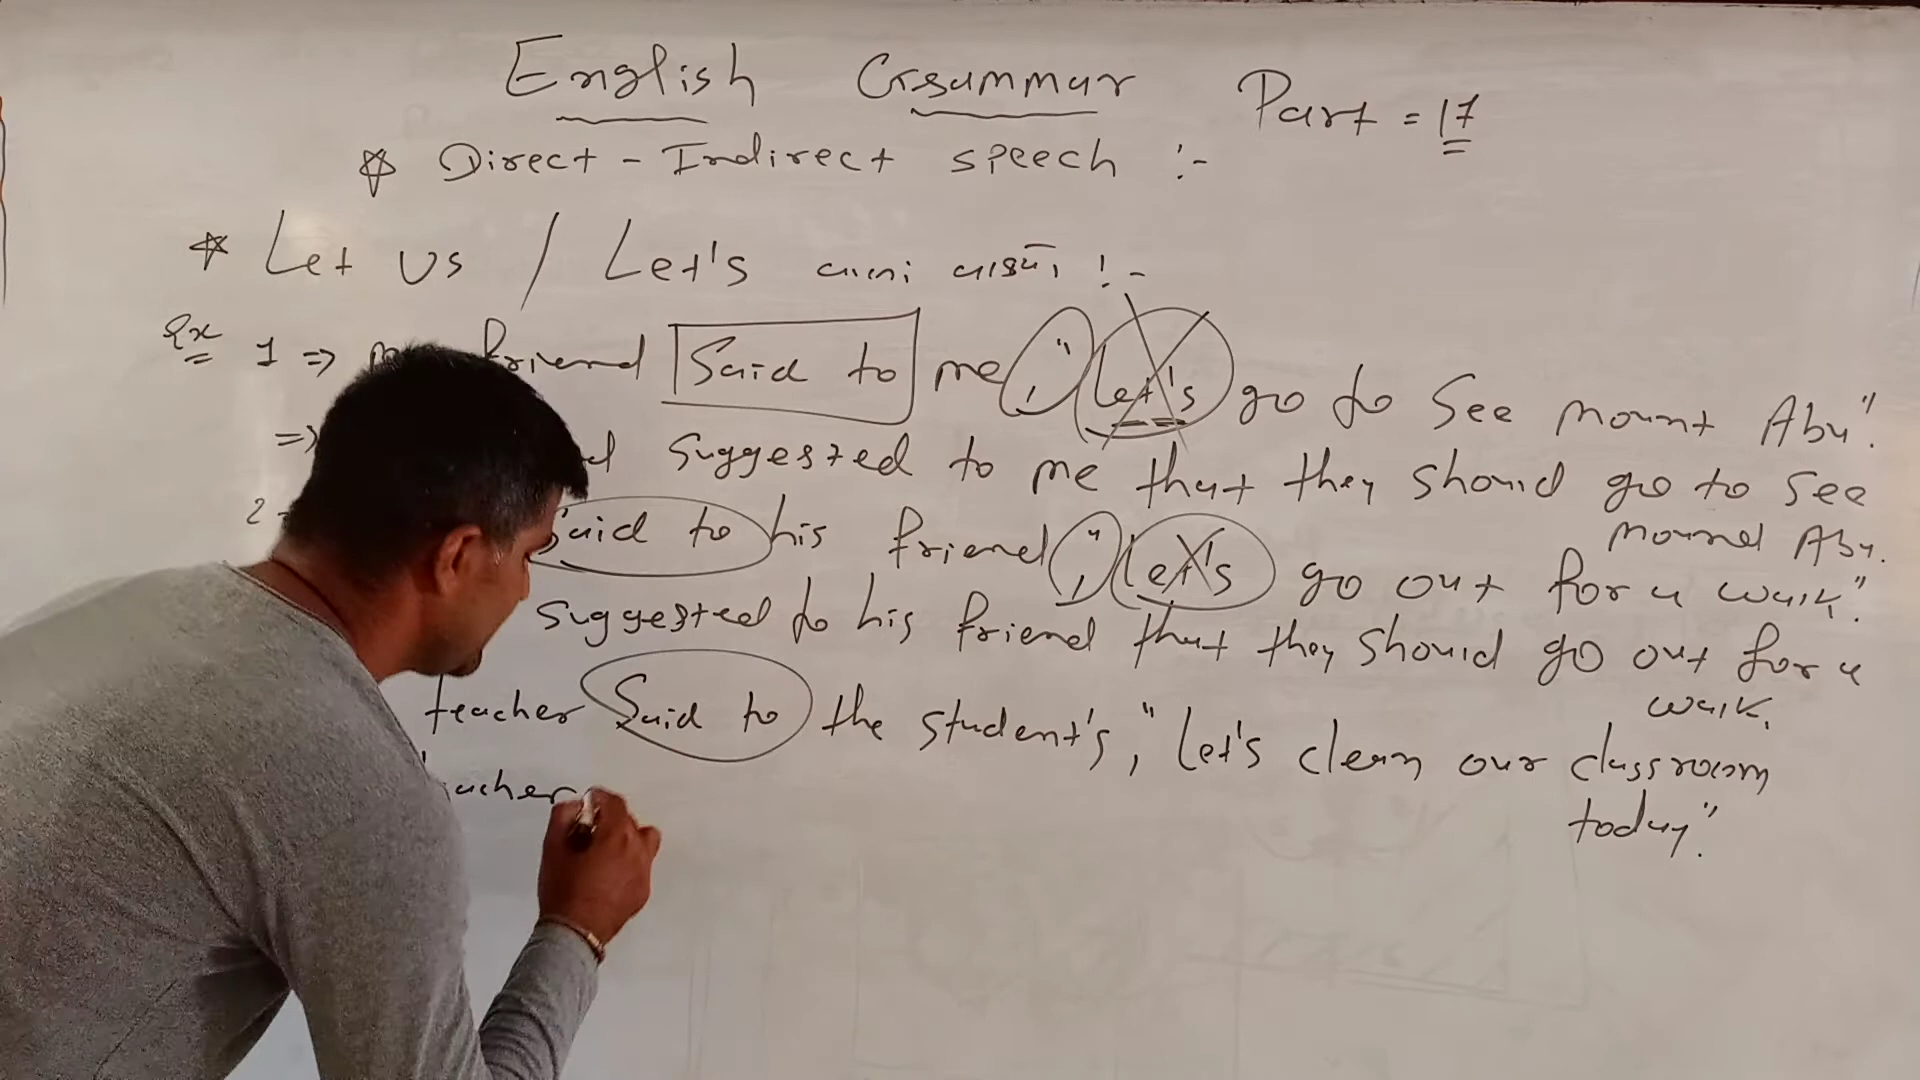 English Grammar Part = 17
☆ Direct - Indirect speech :-
☆ Let us / Let's વાળા વાક્યો :-
Ex 1 ⇒ friend Said to me, "Let's go to see mount Abu".
⇒ suggested to me that they should go to see
mound Abu.
2 Said to his friend, "Let's go out for a walk."
suggested to his friend that they should go out for a
walk.
teacher Said to the student's, "Let's clean our classroom
today".
teacher